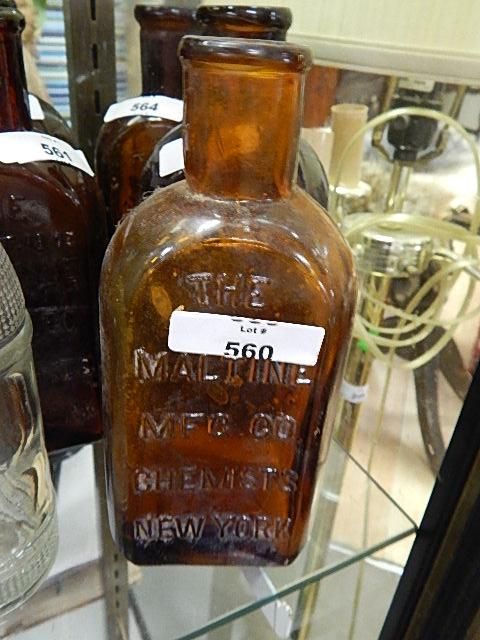 564
561
THE
Lot #
560
MALTINE
MFG CO
CHEMISTS
NEW YORK